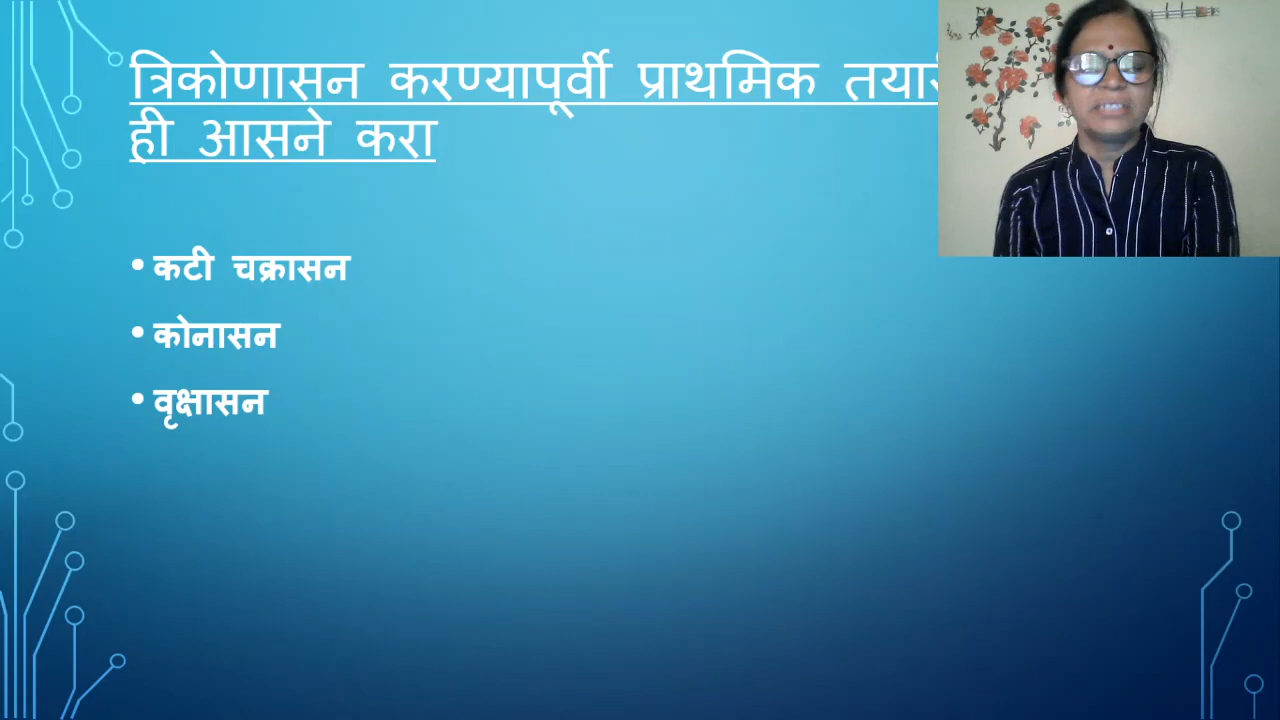 त्रिकोणासन करण्यापूर्वी प्राथमिक
ही आसने करा
• कटी चक्रासन
• कोनासन
• वृक्षासन